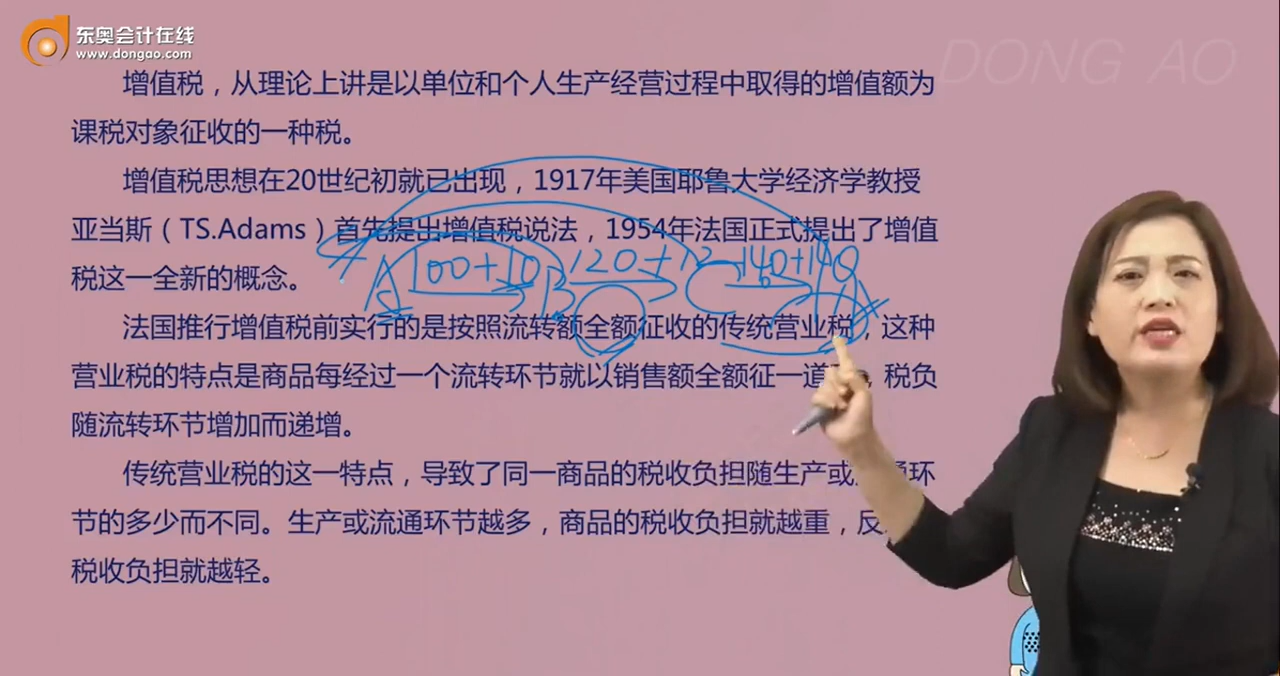 东奥会计在线
www.dongao.com
DONG AO
增值税，从理论上讲是以单位和个人生产经营过程中取得的增值额为
课税对象征收的一种税。
增值税思想在20世纪初就已出现，1917年美国耶鲁大学经济学教授
亚当斯（TS.Adams）首先提出增值税说法，1954年法国正式提出了增值
税这一全新的概念。
A 100+10 B 120+12 C 140+14
法国推行增值税前实行的是按照流转额全额征收的传统营业税，这种
营业税的特点是商品每经过一个流转环节就以销售额全额征一道 税负
随流转环节增加而递增。
传统营业税的这一特点，导致了同一商品的税收负担随生产或 通环
节的多少而不同。生产或流通环节越多，商品的税收负担就越重，反
税收负担就越轻。